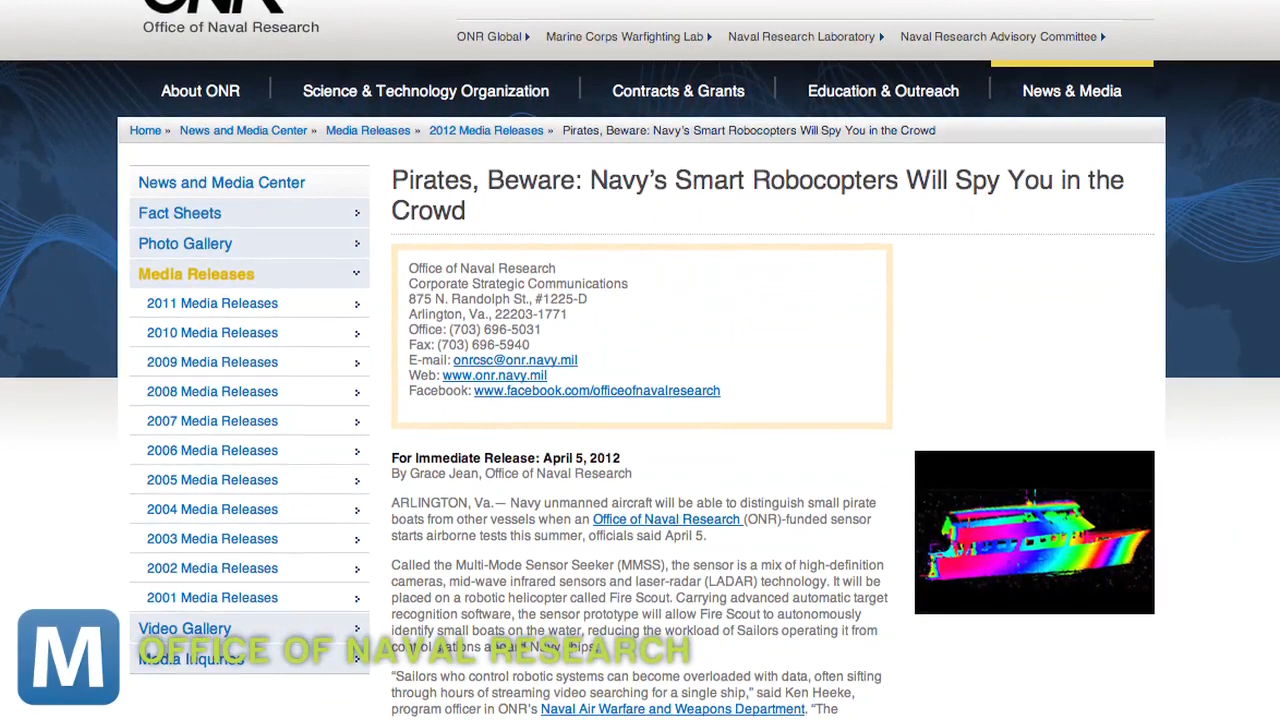 ONR
Office of Naval Research
ONR Global
Marine Corps Warfighting Lab
Naval Research Laboratory
Naval Research Advisory Committee
About ONR
Science & Technology Organization
Contracts & Grants
Education & Outreach
News & Media
Home » News and Media Center » Media Releases » 2012 Media Releases » Pirates, Beware: Navy's Smart Robocopters Will Spy You in the Crowd
News and Media Center
Fact Sheets
Photo Gallery
Media Releases
2011 Media Releases
2010 Media Releases
2009 Media Releases
2008 Media Releases
2007 Media Releases
2006 Media Releases
2005 Media Releases
2004 Media Releases
2003 Media Releases
2002 Media Releases
2001 Media Releases
Video Gallery
Media Inquiries
Pirates, Beware: Navy's Smart Robocopters Will Spy You in the
Crowd
Office of Naval Research
Corporate Strategic Communications
875 N. Randolph St., #1225-D
Arlington, Va., 22203-1771
Office: (703) 696-5031
Fax: (703) 696-5940
E-mail: onrcsc@onr.navy.mil
Web: www.onr.navy.mil
Facebook: www.facebook.com/officeofnavalresearch
For Immediate Release: April 5, 2012
By Grace Jean, Office of Naval Research
ARLINGTON, Va.— Navy unmanned aircraft will be able to distinguish small pirate
boats from other vessels when an Office of Naval Research (ONR)-funded sensor
starts airborne tests this summer, officials said April 5.
Called the Multi-Mode Sensor Seeker (MMSS), the sensor is a mix of high-definition
cameras, mid-wave infrared sensors and laser-radar (LADAR) technology. It will be
placed on a robotic helicopter called Fire Scout. Carrying advanced automatic target
recognition software, the sensor prototype will allow Fire Scout to autonomously
identify small boats on the water, reducing the workload of Sailors operating it from
control stations aboard Navy ships.
"Sailors who control robotic systems can become overloaded with data, often sifting
through hours of streaming video searching for a single ship," said Ken Heeke,
program officer in ONR's Naval Air Warfare and Weapons Department. "The
M
OFFICE OF NAVAL RESEARCH